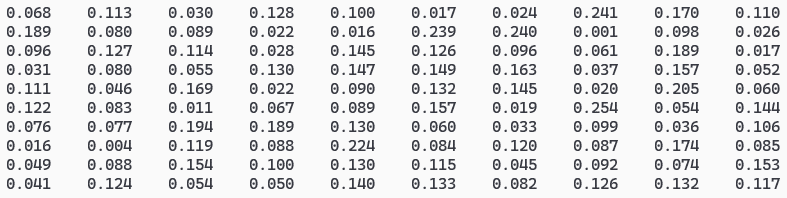 0.068 0.113 0.030 0.128 0.100 0.017 0.024 0.241 0.170 0.110
0.189 0.080 0.089 0.022 0.016 0.239 0.240 0.001 0.098 0.026
0.096 0.127 0.114 0.028 0.145 0.126 0.096 0.061 0.189 0.017
0.031 0.080 0.055 0.130 0.147 0.149 0.163 0.037 0.157 0.052
0.111 0.046 0.169 0.022 0.090 0.132 0.145 0.020 0.205 0.060
0.122 0.083 0.011 0.067 0.089 0.157 0.019 0.254 0.054 0.144
0.076 0.077 0.194 0.189 0.130 0.060 0.033 0.099 0.036 0.106
0.016 0.004 0.119 0.088 0.224 0.084 0.120 0.087 0.174 0.085
0.049 0.088 0.154 0.100 0.130 0.115 0.045 0.092 0.074 0.153
0.041 0.124 0.054 0.050 0.140 0.133 0.082 0.126 0.132 0.117